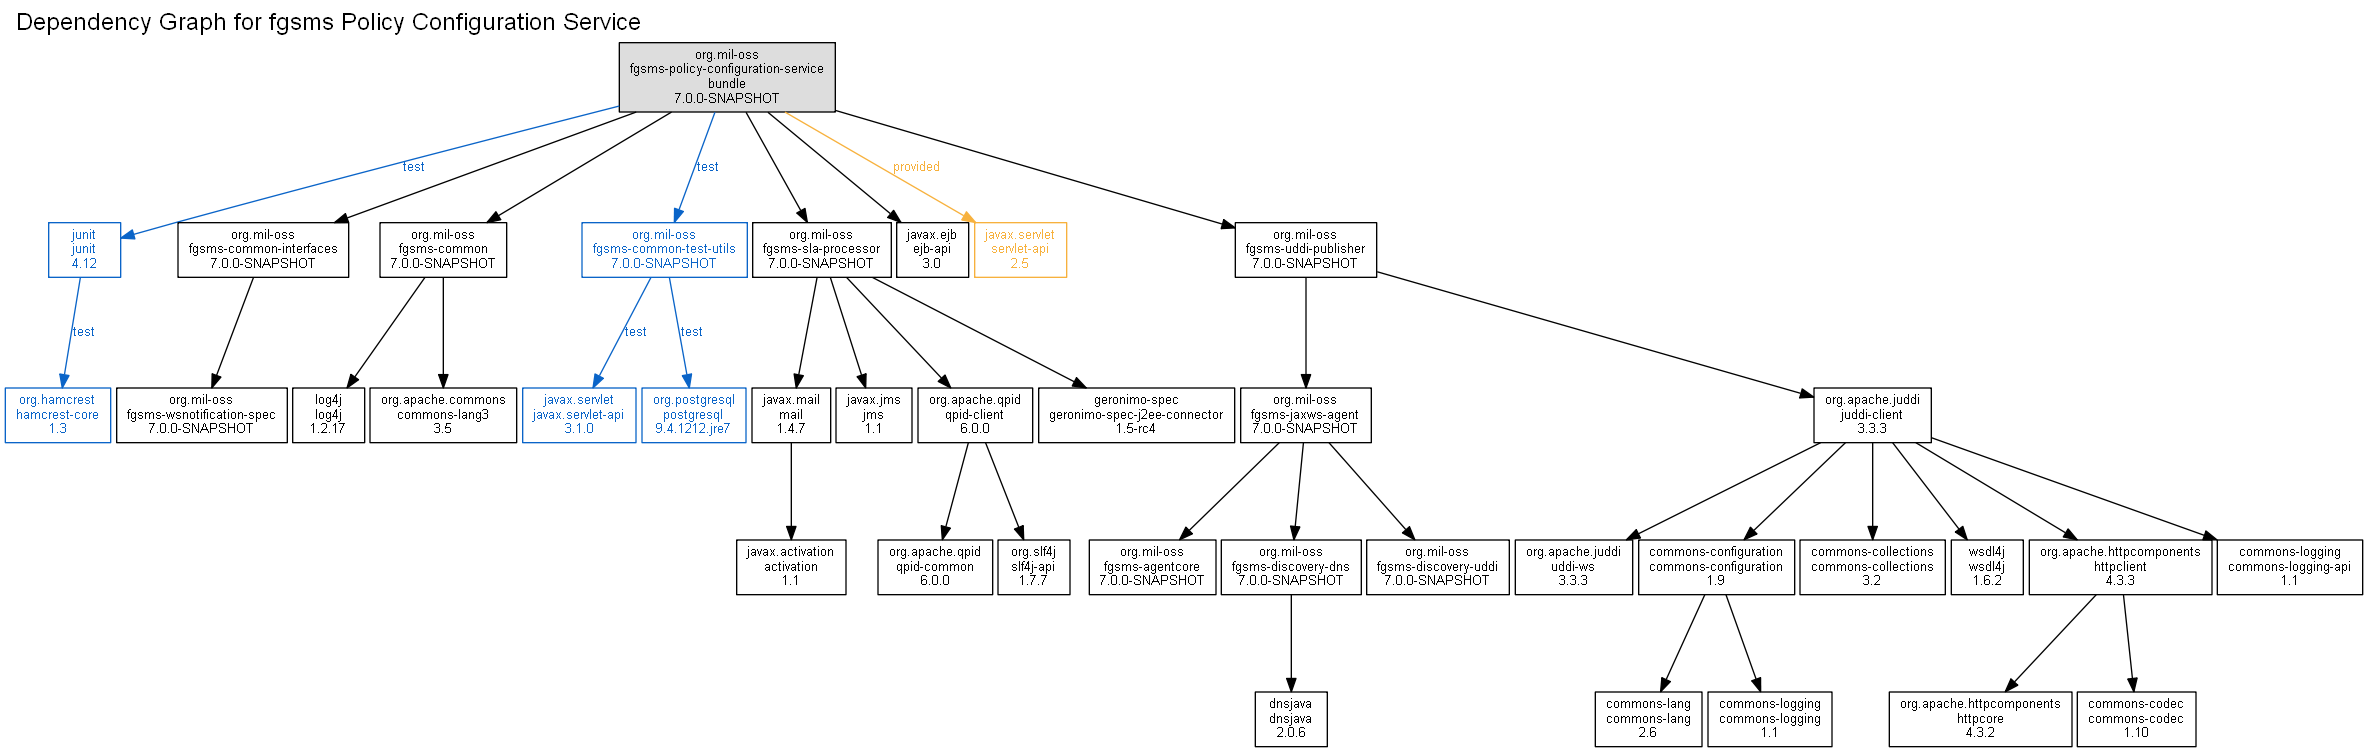 Dependency Graph for fgsms Policy Configuration Service
org.mil-oss
fgsms-policy-configuration-service
bundle
7.0.0-SNAPSHOT
test
test
provided
junit
junit
4.12
org.mil-oss
fgsms-common-interfaces
7.0.0-SNAPSHOT
org.mil-oss
fgsms-common
7.0.0-SNAPSHOT
org.mil-oss
fgsms-common-test-utils
7.0.0-SNAPSHOT
org.mil-oss
fgsms-sla-processor
7.0.0-SNAPSHOT
javax.ejb
ejb-api
3.0
javax.servlet
servlet-api
2.5
org.mil-oss
fgsms-uddi-publisher
7.0.0-SNAPSHOT
test
test
test
org.hamcrest
hamcrest-core
1.3
org.mil-oss
fgsms-wsnotification-spec
7.0.0-SNAPSHOT
log4j
log4j
1.2.17
org.apache.commons
commons-lang3
3.5
javax.servlet
javax.servlet-api
3.1.0
org.postgresql
postgresql
9.4.1212.jre7
javax.mail
mail
1.4.7
javax.jms
jms
1.1
org.apache.qpid
qpid-client
6.0.0
geronimo-spec
geronimo-spec-j2ee-connector
1.5-rc4
org.mil-oss
fgsms-jaxws-agent
7.0.0-SNAPSHOT
org.apache.juddi
juddi-client
3.3.3
javax.activation
activation
1.1
org.apache.qpid
qpid-common
6.0.0
org.slf4j
slf4j-api
1.7.7
org.mil-oss
fgsms-agentcore
7.0.0-SNAPSHOT
org.mil-oss
fgsms-discovery-dns
7.0.0-SNAPSHOT
org.mil-oss
fgsms-discovery-uddi
7.0.0-SNAPSHOT
org.apache.juddi
uddi-ws
3.3.3
commons-configuration
commons-configuration
1.9
commons-collections
commons-collections
3.2
wsdl4j
wsdl4j
1.6.2
org.apache.httpcomponents
httpclient
4.3.3
commons-logging
commons-logging-api
1.1
dnsjava
dnsjava
2.0.6
commons-lang
commons-lang
2.6
commons-logging
commons-logging
1.1
org.apache.httpcomponents
httpcore
4.3.2
commons-codec
commons-codec
1.10